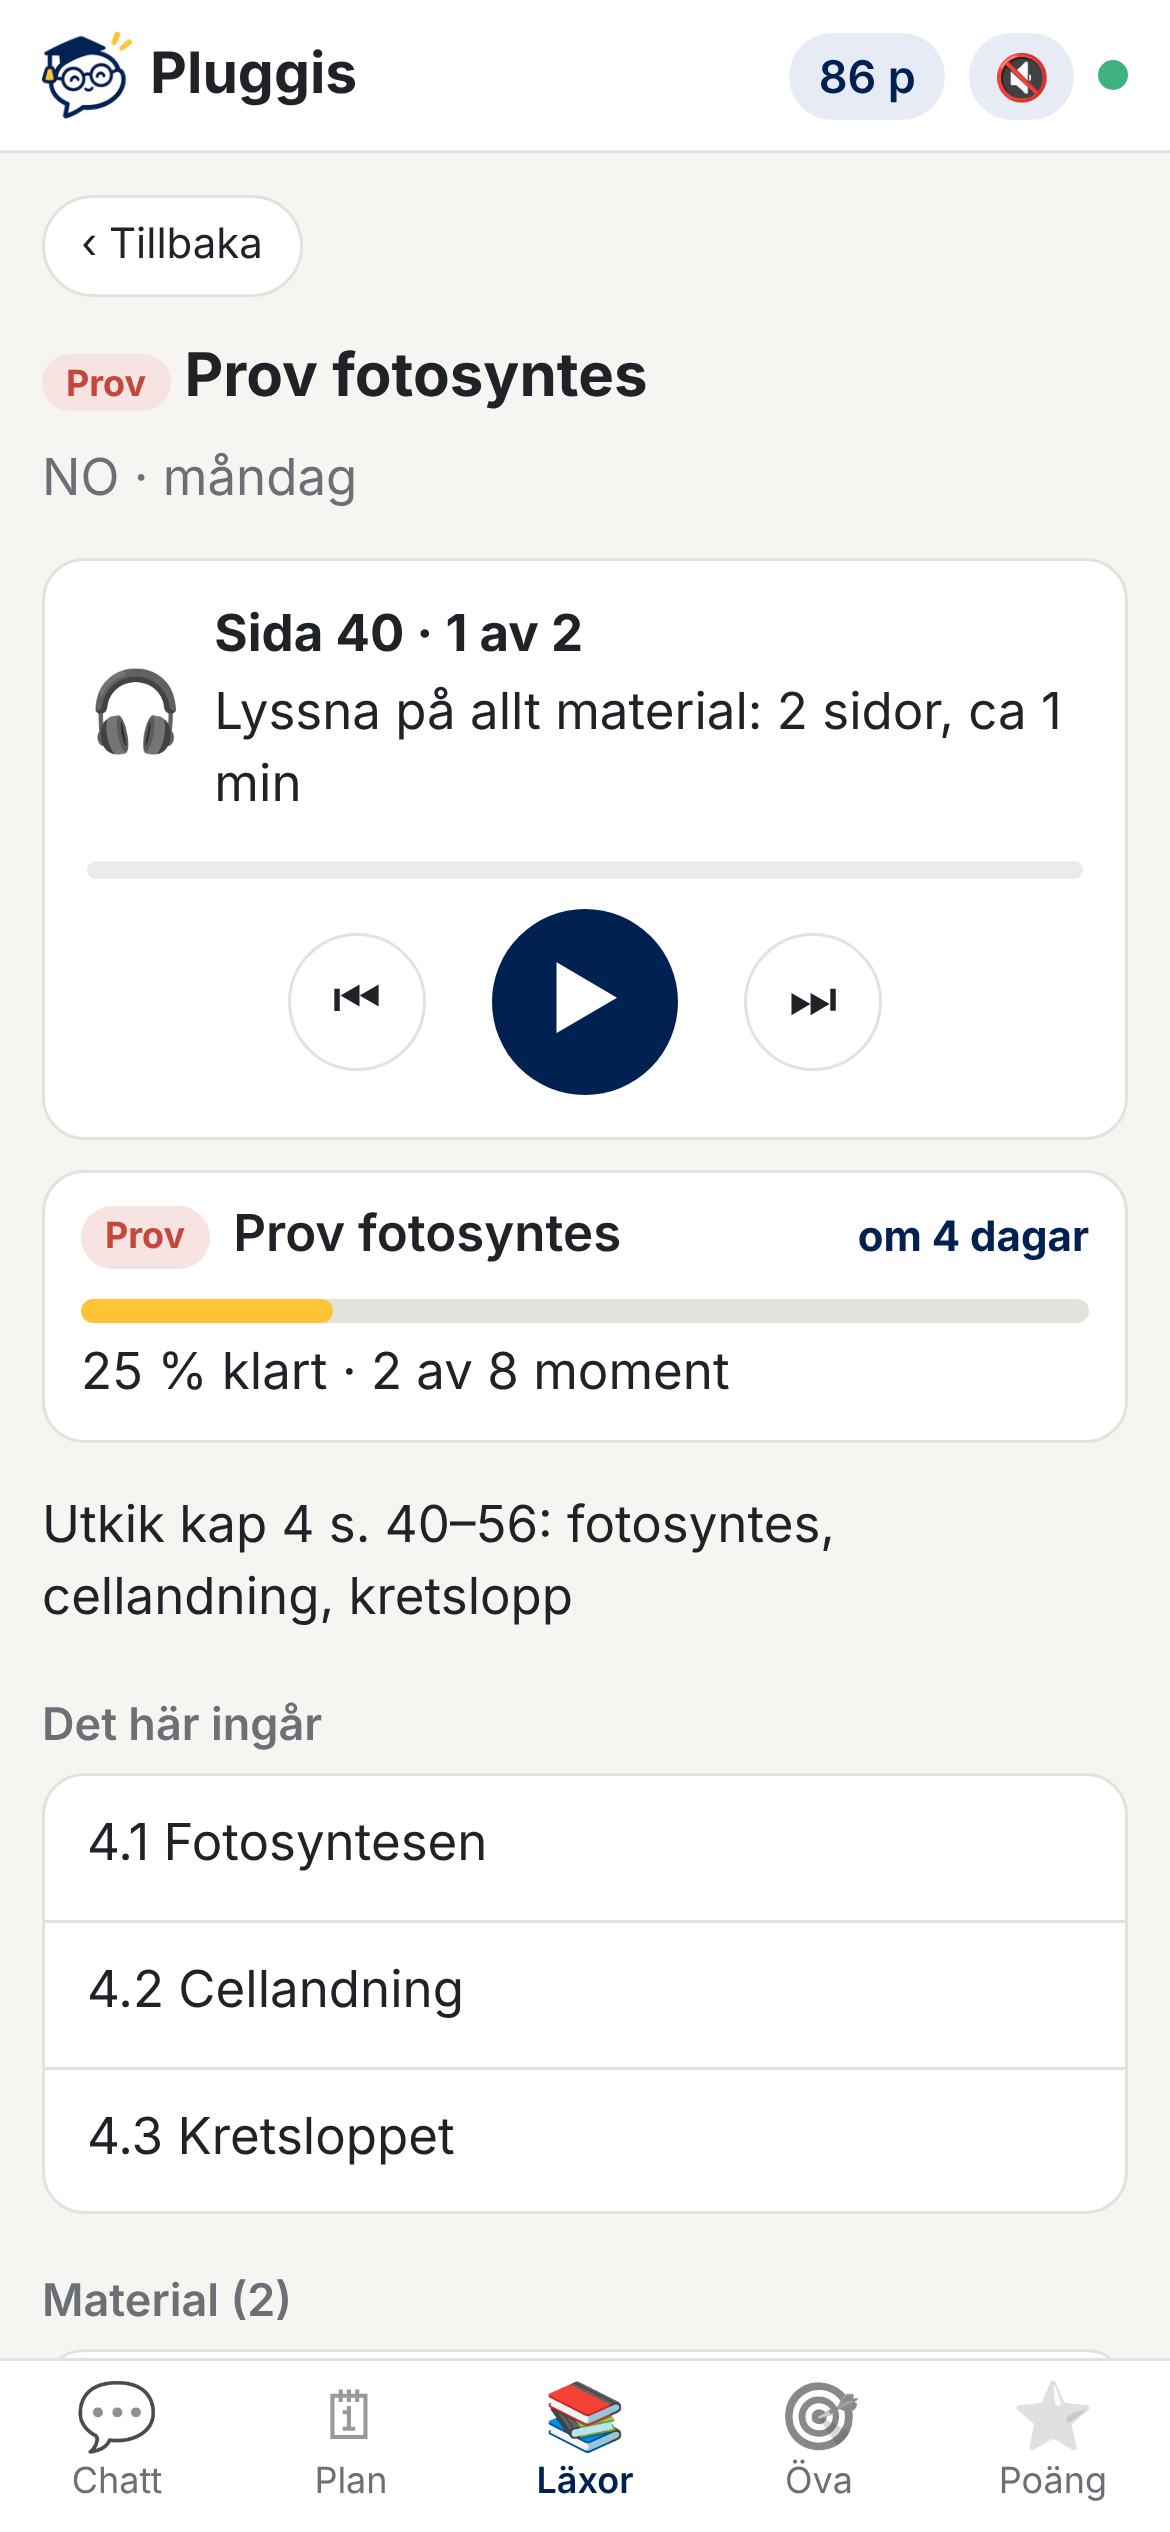 Pluggis
86 p
‹ Tillbaka
Prov Prov fotosyntes
NO · måndag
Sida 40 · 1 av 2
Lyssna på allt material: 2 sidor, ca 1
min
Prov Prov fotosyntes om 4 dagar
25 % klart · 2 av 8 moment
Utkik kap 4 s. 40–56: fotosyntes,
cellandning, kretslopp
Det här ingår
4.1 Fotosyntesen
4.2 Cellandning
4.3 Kretsloppet
Material (2)
Chatt Plan Läxor Öva Poäng